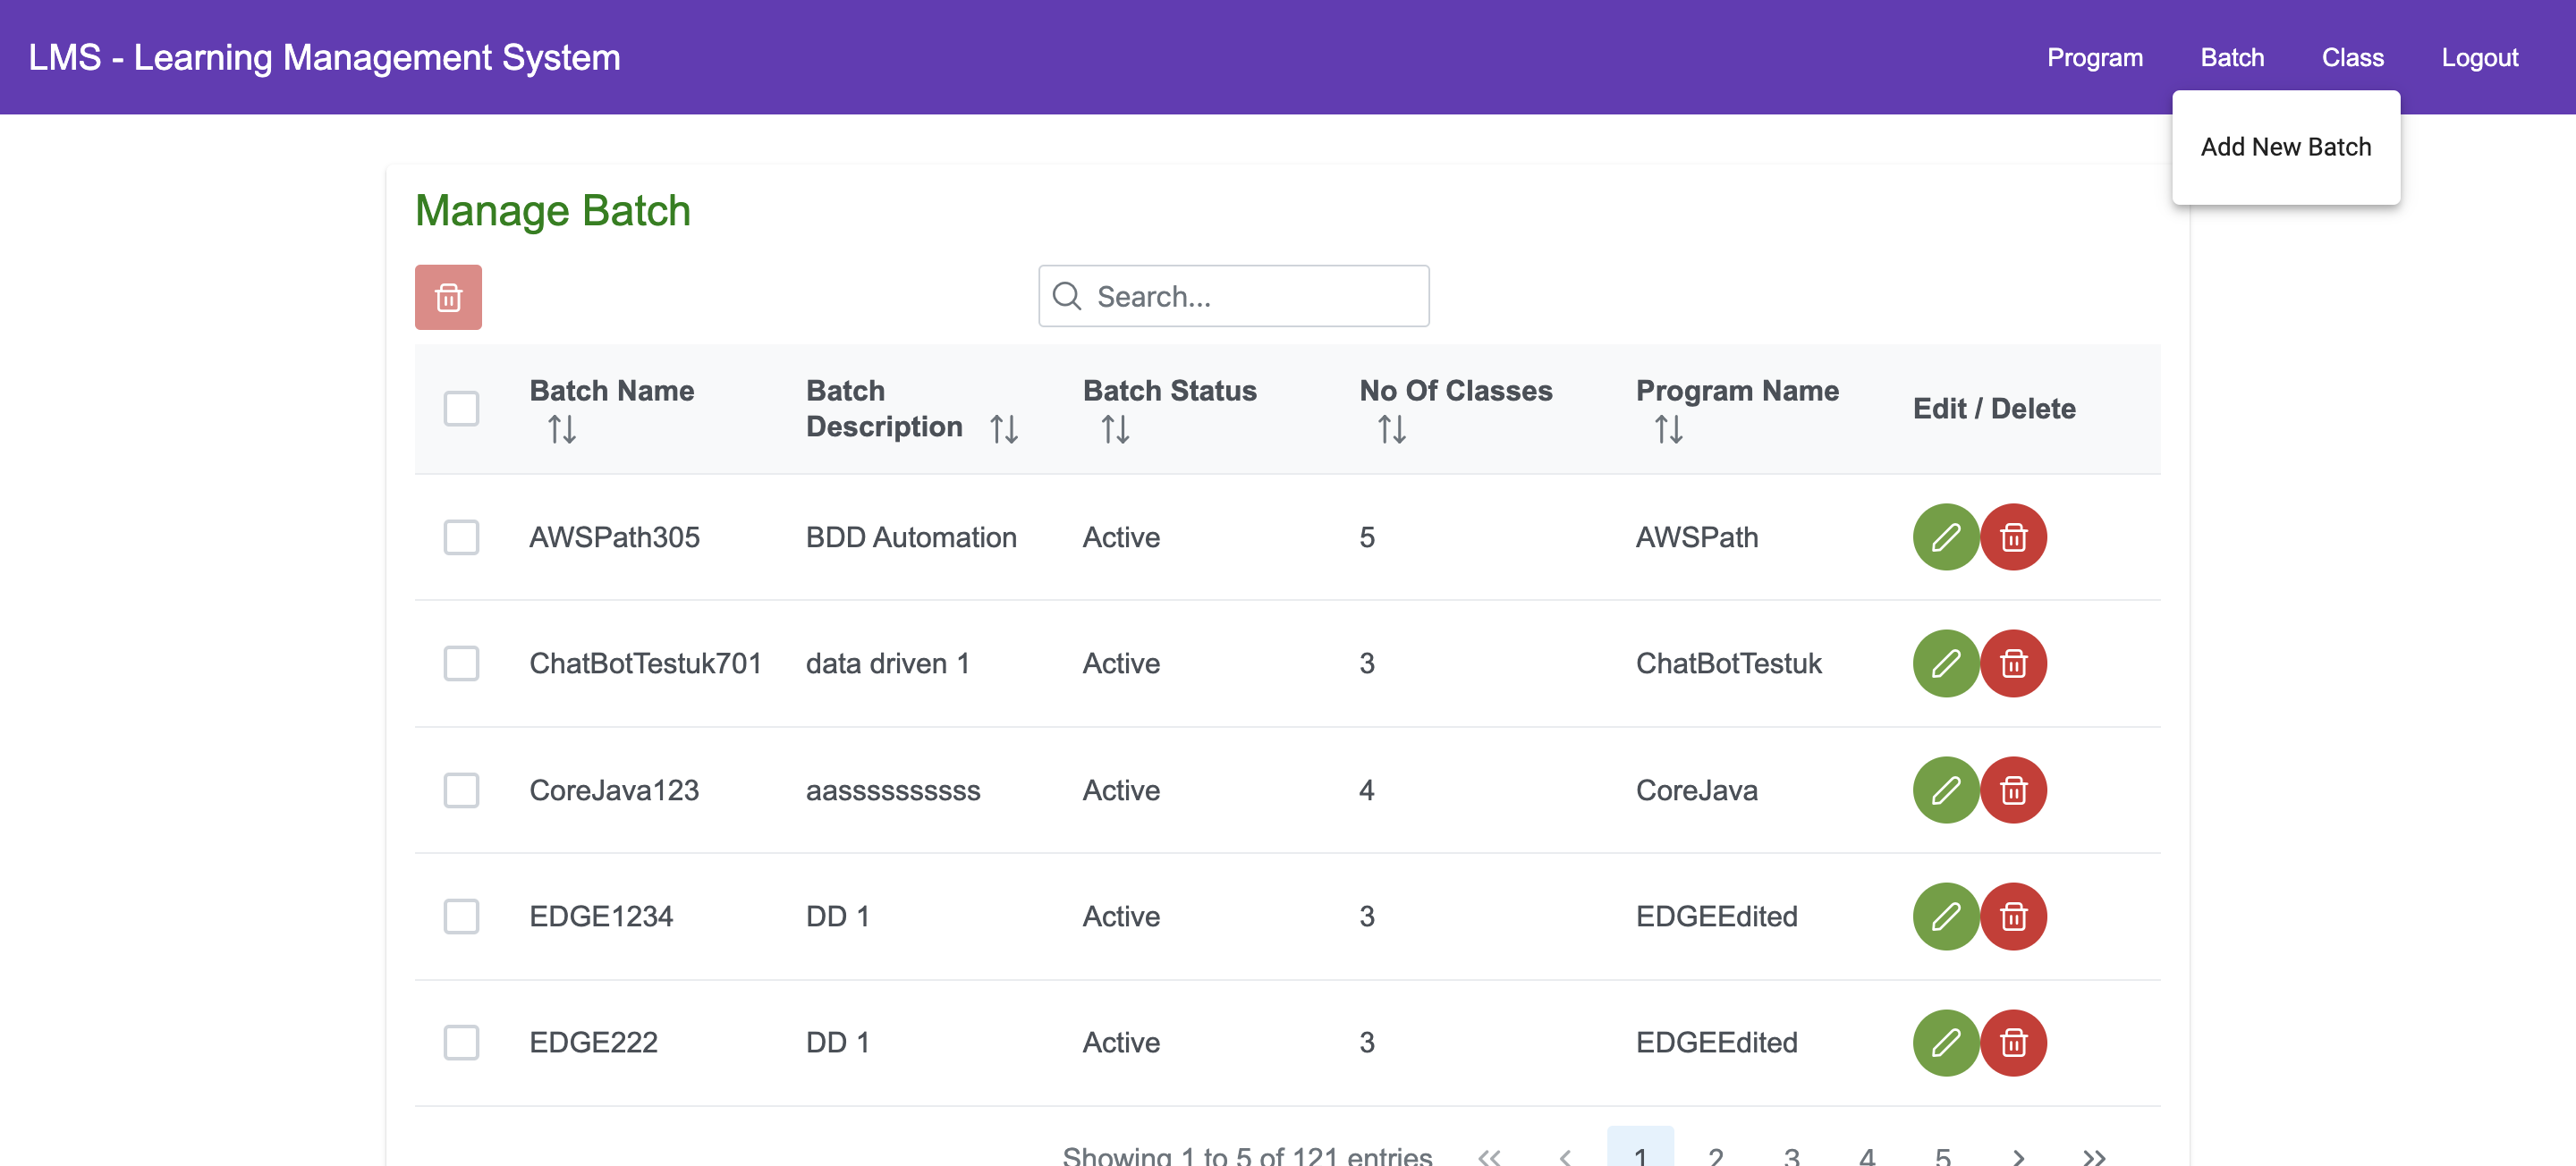 LMS - Learning Management System
Program Batch Class Logout
Add New Batch
Manage Batch
Search...
Batch Name Batch Description Batch Status No Of Classes Program Name Edit / Delete
AWSPath305 BDD Automation Active 5 AWSPath
ChatBotTestuk701 data driven 1 Active 3 ChatBotTestuk
CoreJava123 aassssssssss Active 4 CoreJava
EDGE1234 DD 1 Active 3 EDGEEdited
EDGE222 DD 1 Active 3 EDGEEdited
Showing 1 to 5 of 121 entries << < 1 2 3 4 5 > >>